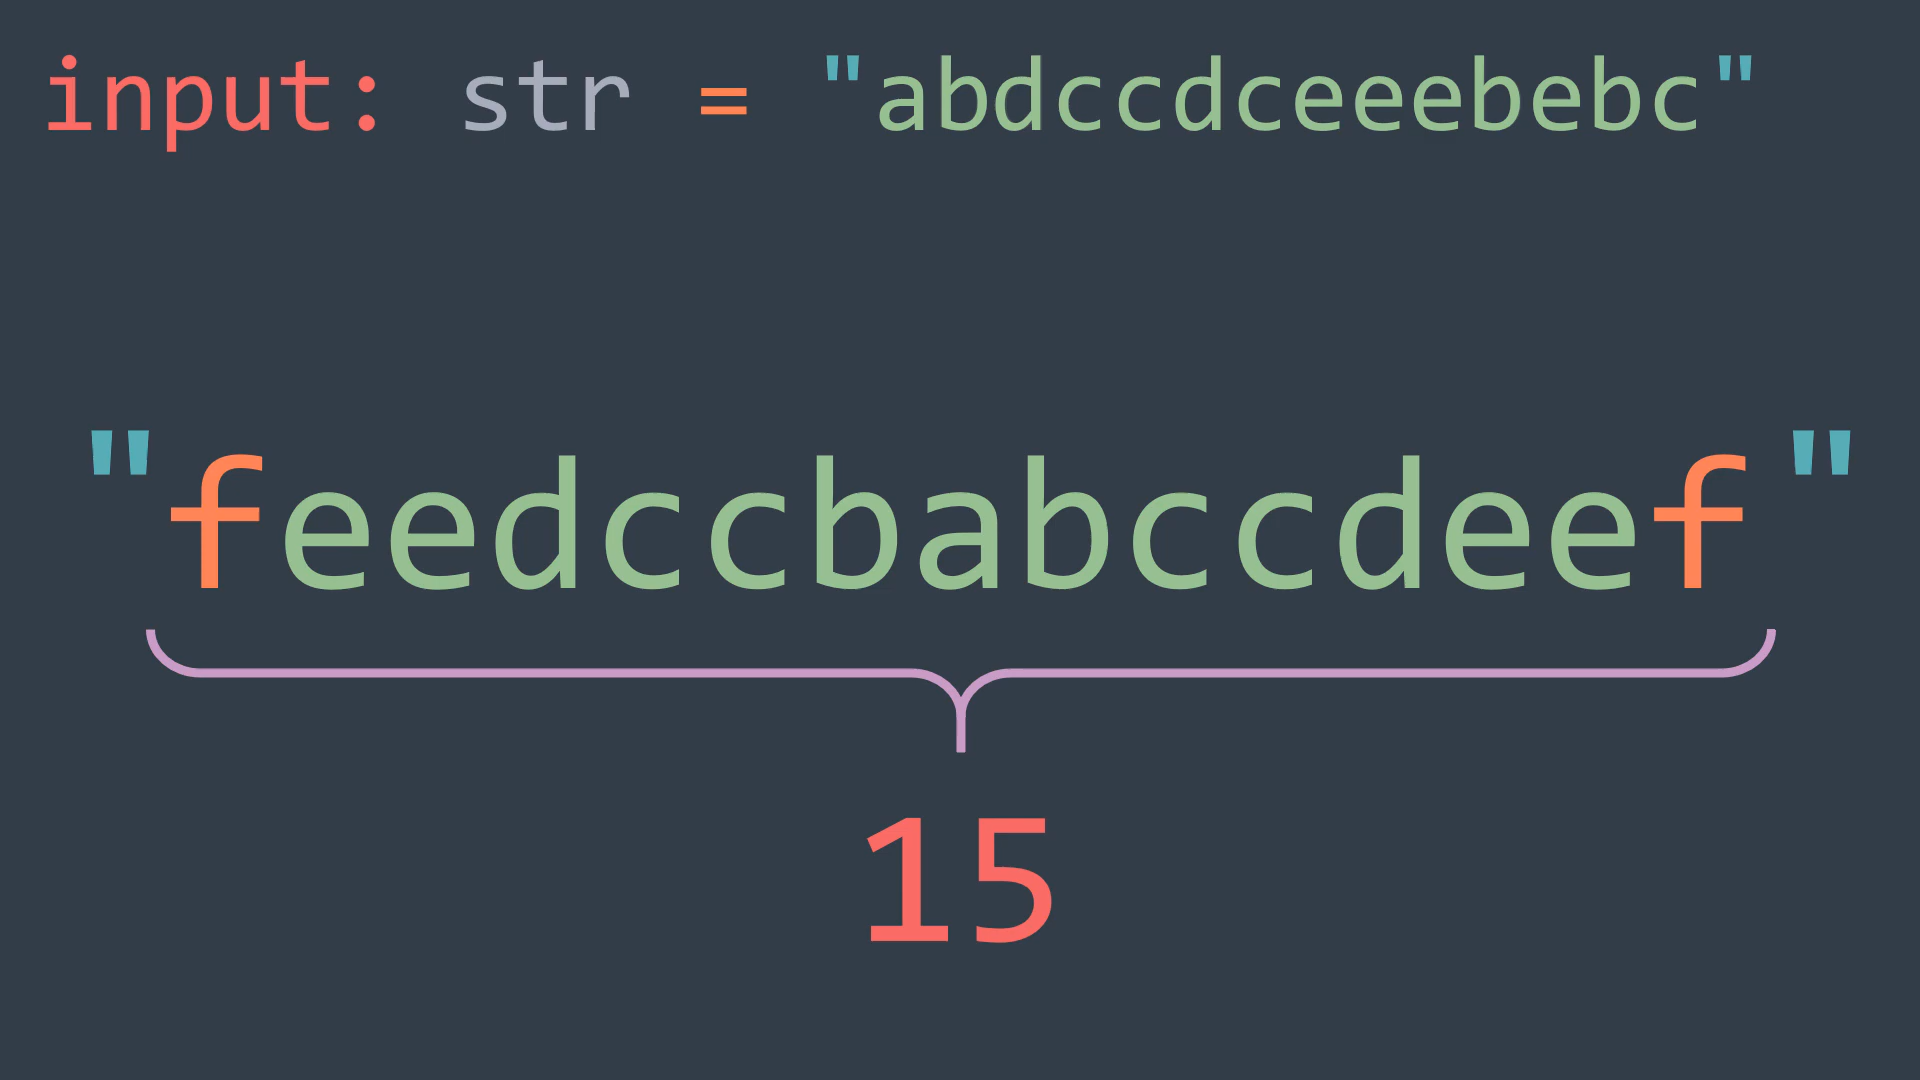 input: str = "abdccdceeebebc"
"feedccbabccdeef"
15